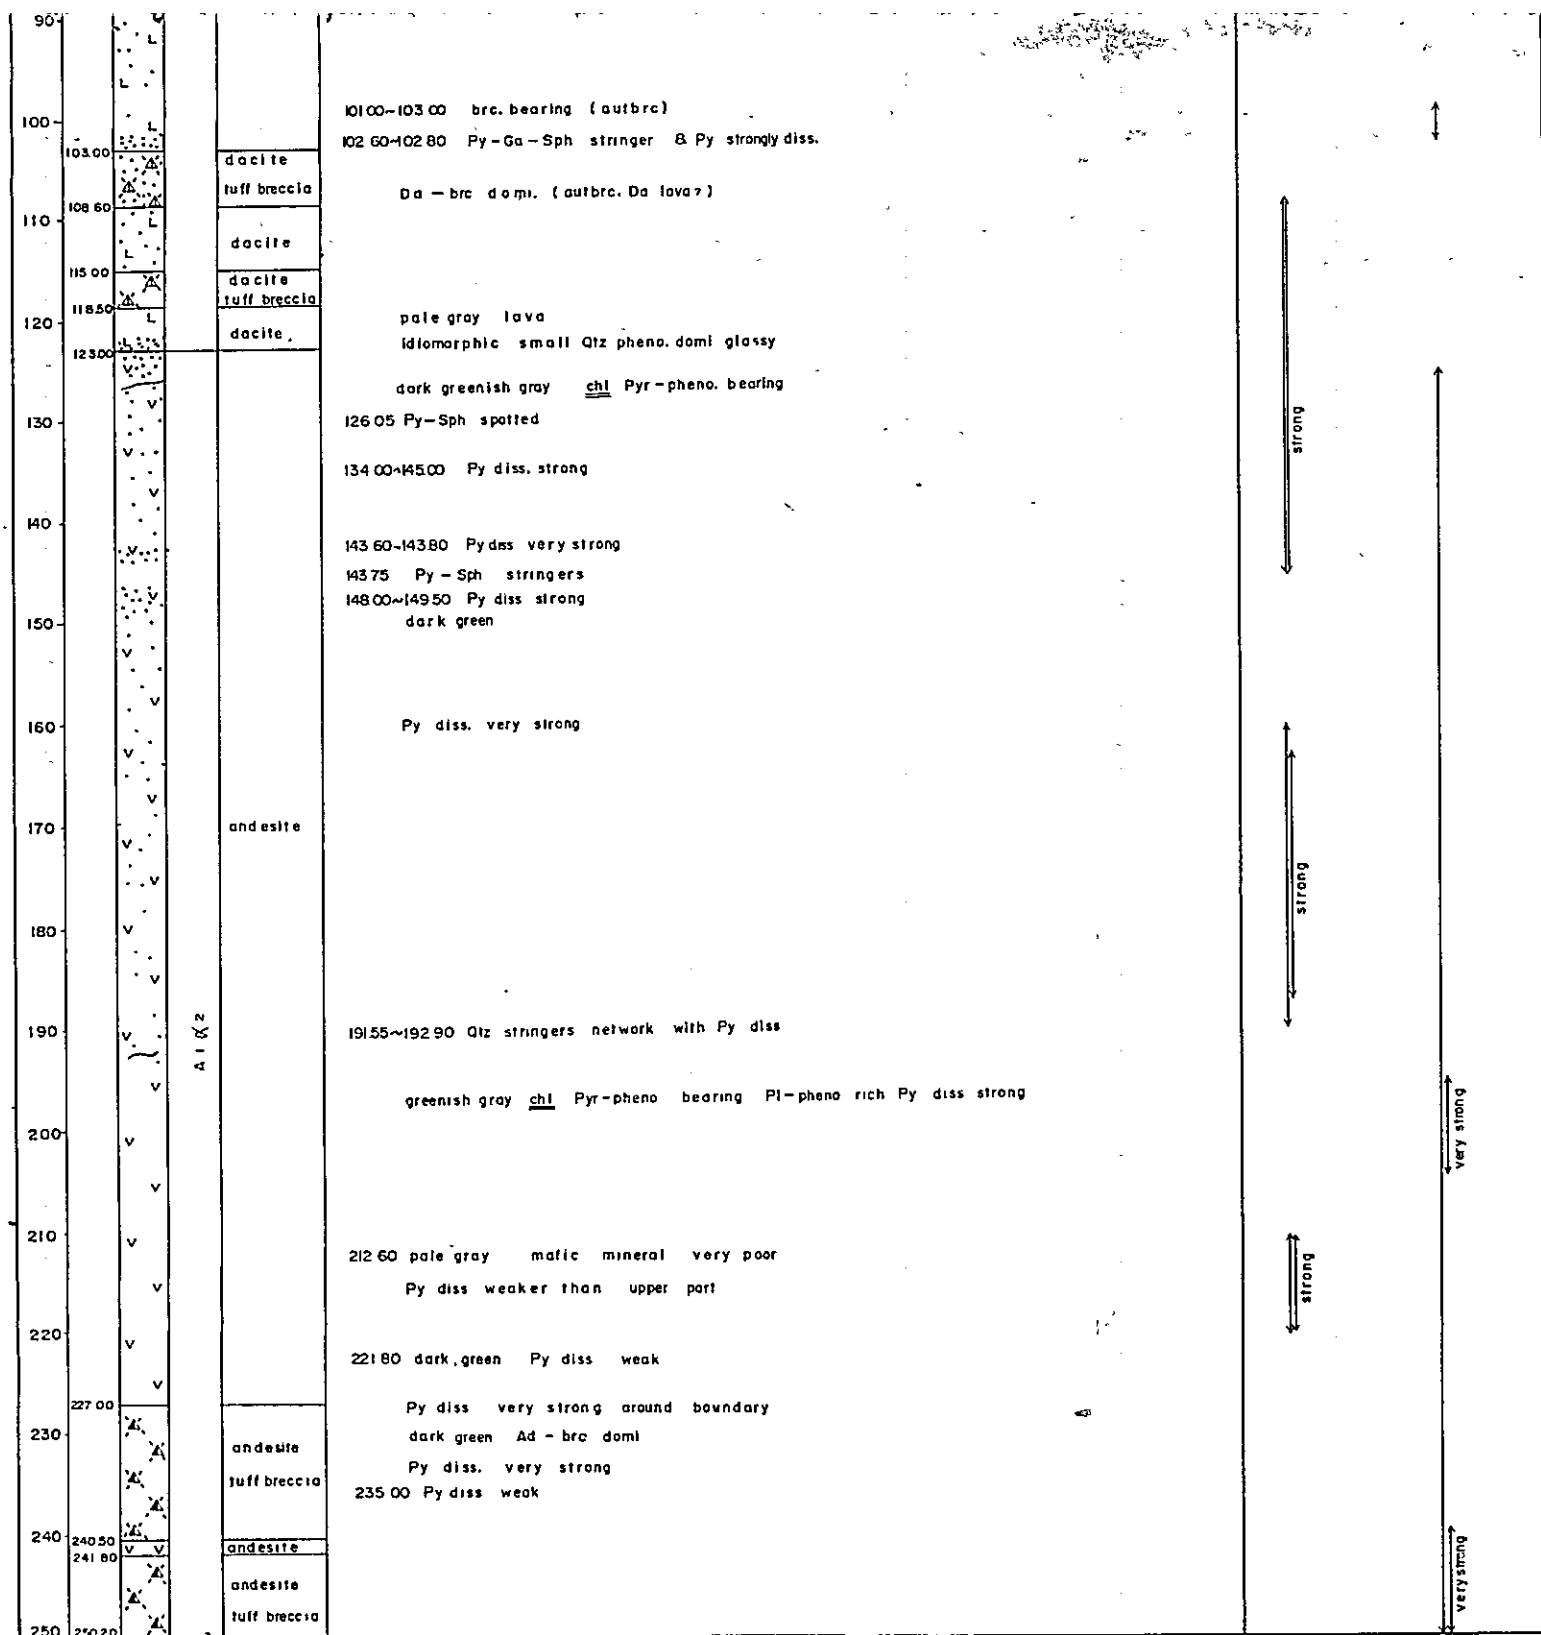 90
101.00~103.00 brc. bearing (autbrc)
100
102.60~102.80 Py-Ga-Sph stringer & Py strongly diss.
103.00
dacite
tuff breccia
Da-brc domi. (autbrc. Da lava?)
108.60
110
dacite
115.00
dacite
tuff breccia
118.50
pale gray lava
120
dacite
idiomorphic small Qtz pheno. domi glassy
123.00
dark greenish gray chl Pyr-pheno. bearing
126.05 Py-Sph spotted
130
strong
134.00~145.00 Py diss. strong
140
143.60~143.80 Py diss very strong
143.75 Py-Sph stringers
148.00~149.50 Py diss strong
dark green
150
Py diss. very strong
160
170
andesite
strong
180
A1α2
190
191.55~192.90 Qtz stringers network with Py diss
greenish gray chl Pyr-pheno bearing Pl-pheno rich Py diss strong
very strong
200
210
212.60 pale gray mafic mineral very poor
Py diss weaker than upper part
strong
220
221.80 dark green Py diss weak
227.00
Py diss very strong around boundary
230
dark green Ad-brc domi
andesite
tuff breccia
Py diss. very strong
235.00 Py diss weak
240
240.50
andesite
241.80
andesite
tuff breccia
very strong
250
250.20